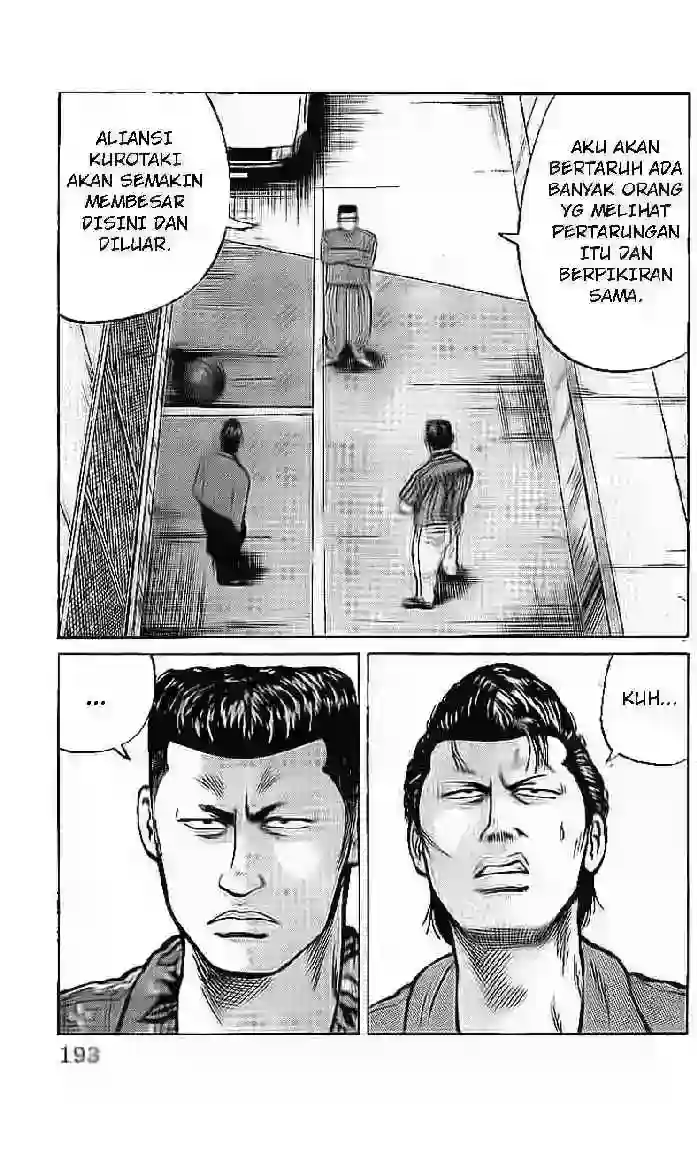 AKU AKAN
BERTARUH ADA
BANYAK ORANG
YG MELIHAT
PERTARUNGAN
ITU DAN
BERPIKIRAN
SAMA.
ALIANSI
KUROTAKI
AKAN SEMAKIN
MEMBESAR
DISINI DAN
DILUAR.
KUH...
...
193